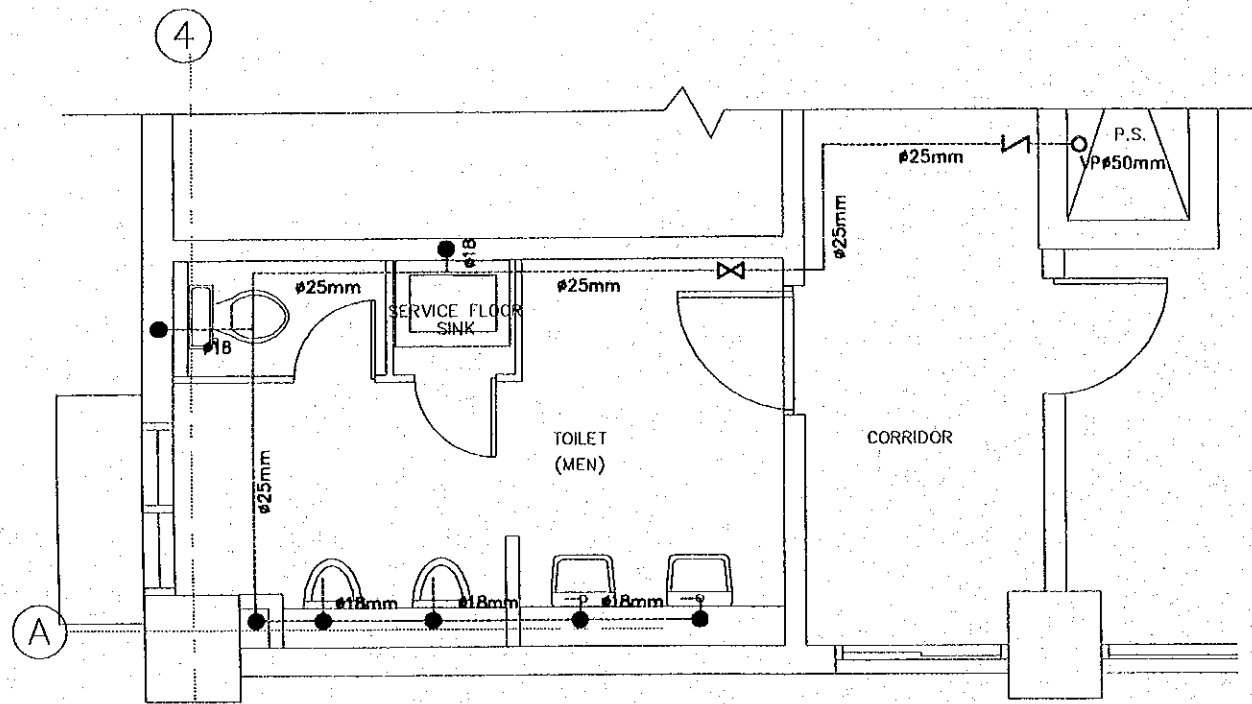 4
P.S.
VPø50mm
ø25mm
ø25mm
ø18
ø25mm
ø25mm
SERVICE FLOOR
SINK
ø18
TOILET
(MEN)
CORRIDOR
ø25mm
ø18mm
ø18mm
ø18mm
A